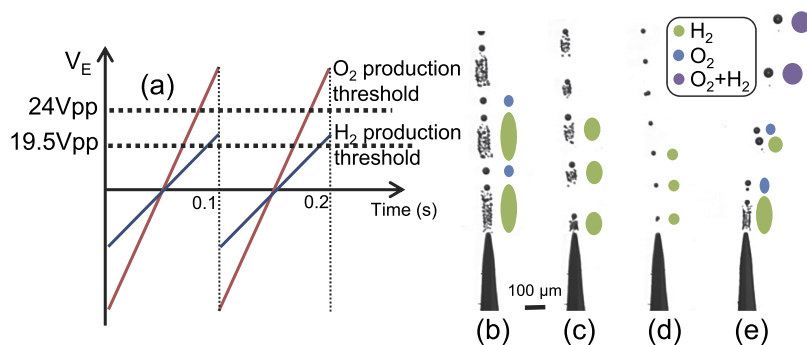 V_E
(a)
O₂ production
threshold
24Vpp
19.5Vpp
H₂ production
threshold
0.1
0.2
Time (s)
H₂
O₂
O₂+H₂
100 µm
(b)
(c)
(d)
(e)